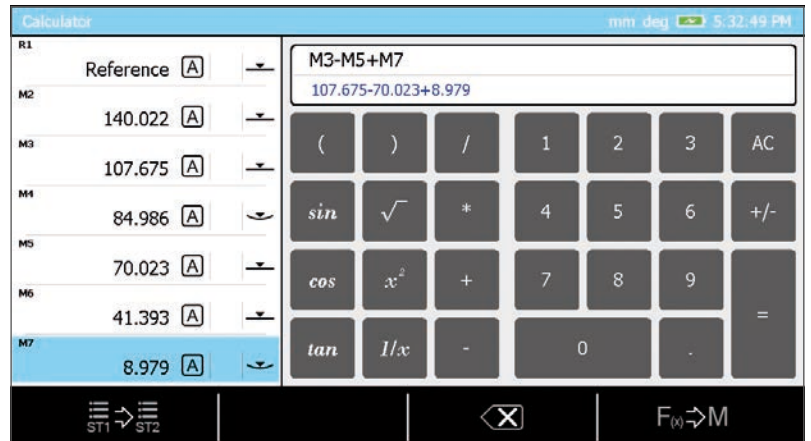 Calculator
mm deg 5:32:49 PM
R1
Reference A
M2
140.022 A
M3
107.675 A
M4
84.986 A
M5
70.023 A
M6
41.393 A
M7
8.979 A
M3-M5+M7
107.675-70.023+8.979
( ) / 1 2 3 AC
sin √ * 4 5 6 +/-
cos x² + 7 8 9
=
tan 1/x - 0 .
ST1 ⇨ ST2
X
F(x)⇨M